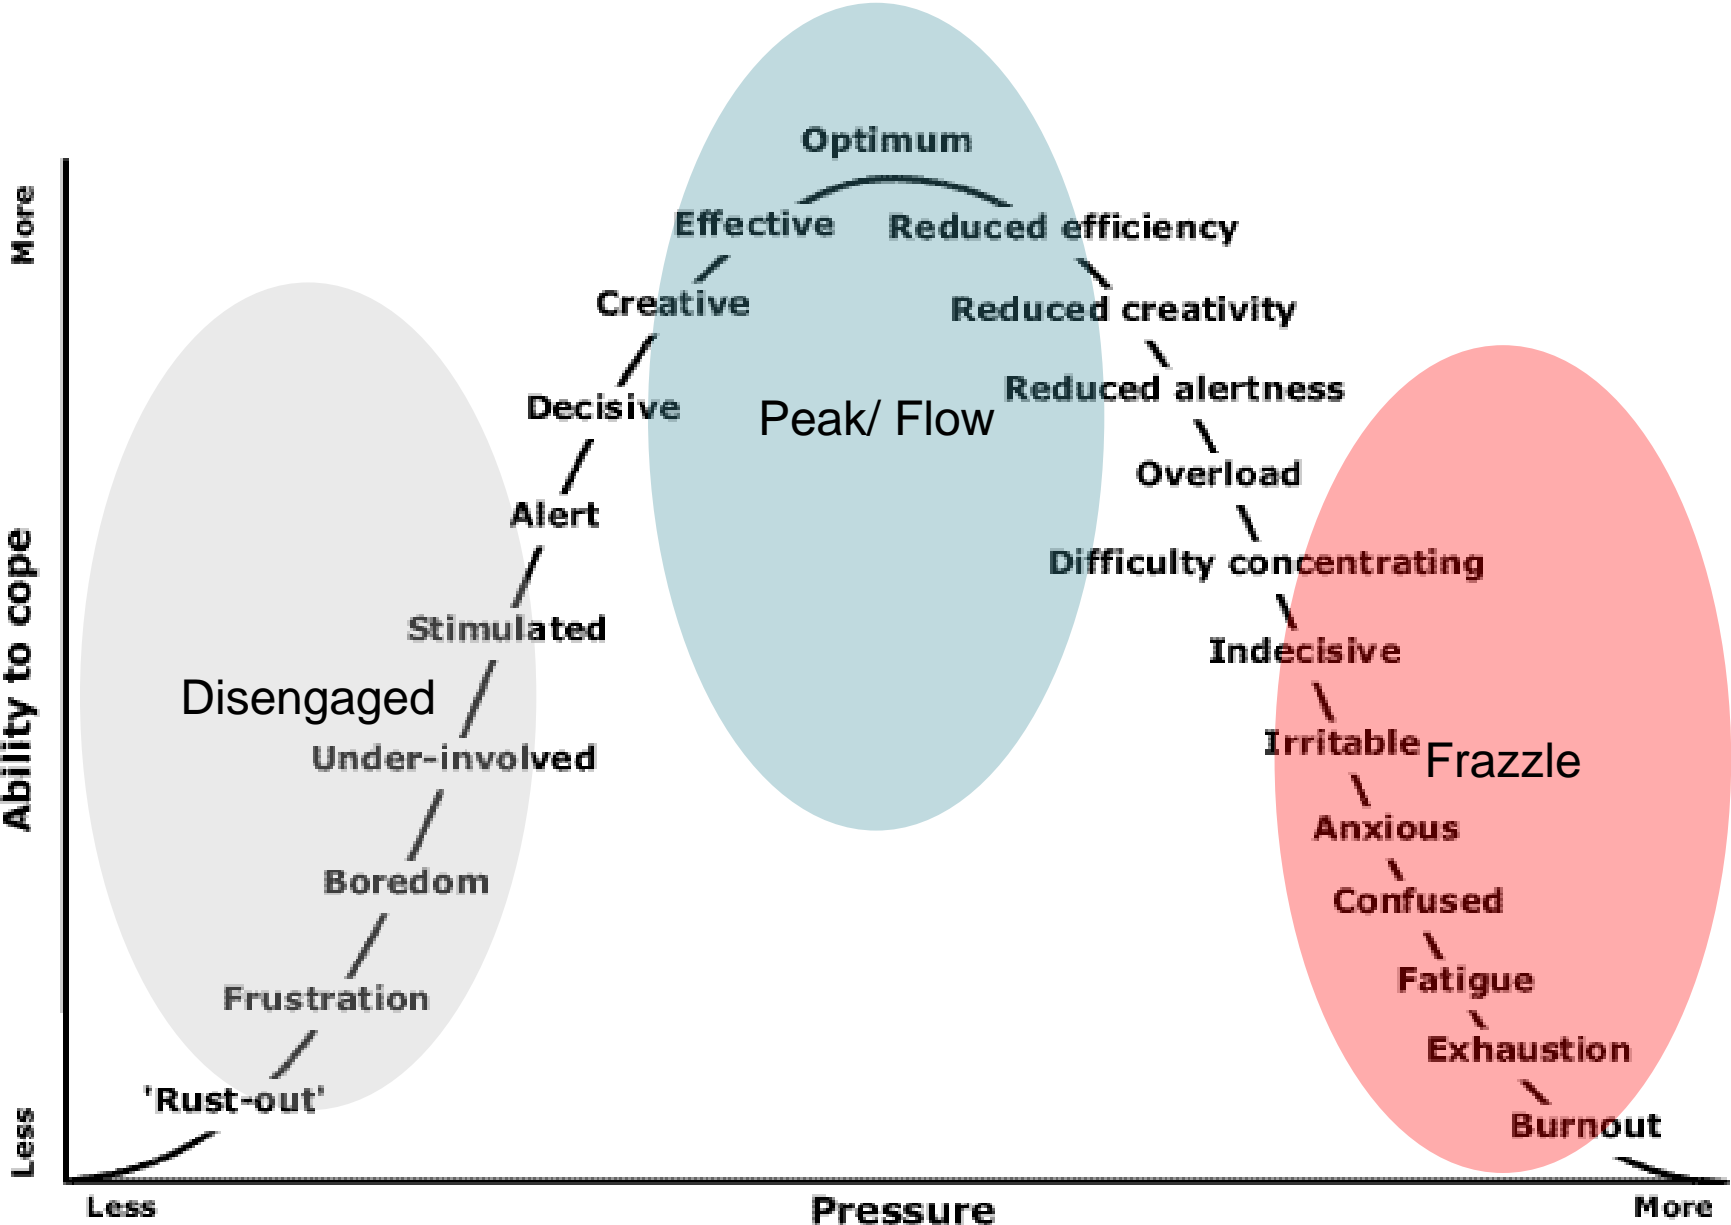 Optimum
More
Effective
Reduced efficiency
Creative
Reduced creativity
Decisive
Peak/ Flow
Reduced alertness
Overload
Alert
Difficulty concentrating
Stimulated
Indecisive
Ability to cope
Disengaged
Under-involved
Irritable
Frazzle
Anxious
Boredom
Confused
Frustration
Fatigue
Exhaustion
'Rust-out'
Burnout
Less
Less
Pressure
More